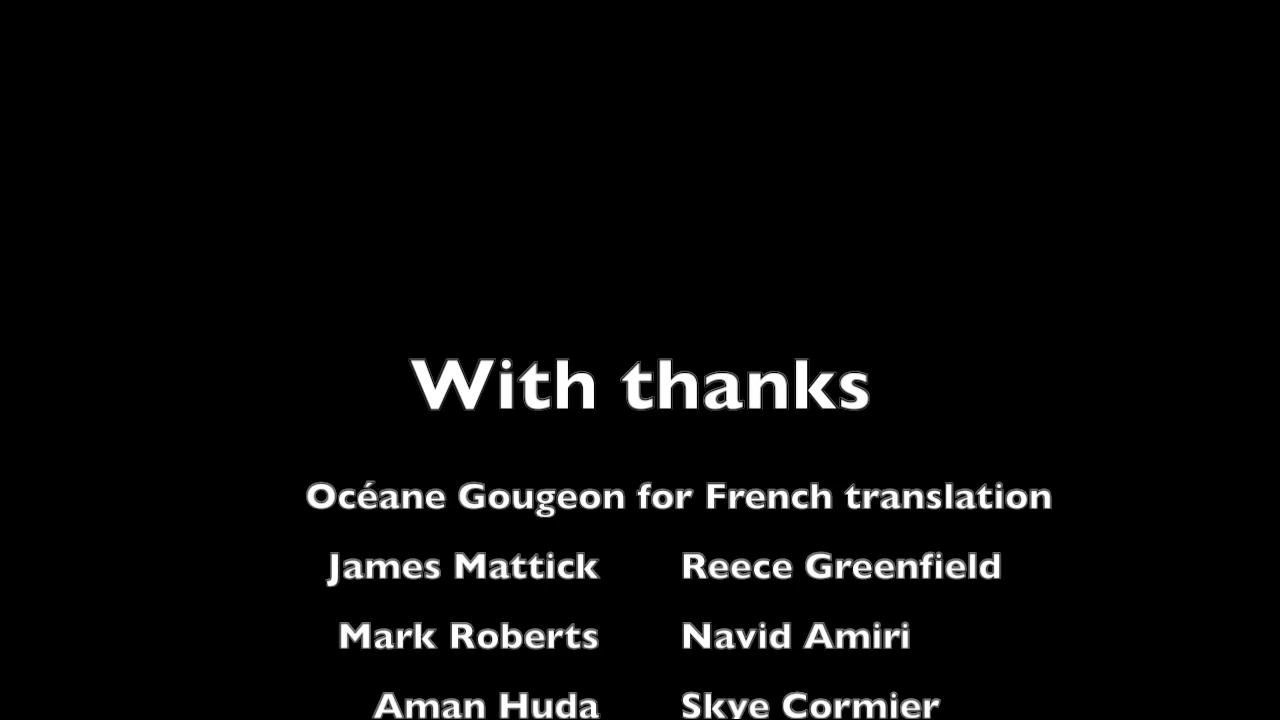 With thanks
Océane Gougeon for French translation
James Mattick Reece Greenfield
Mark Roberts Navid Amiri
Aman Huda Skye Cormier